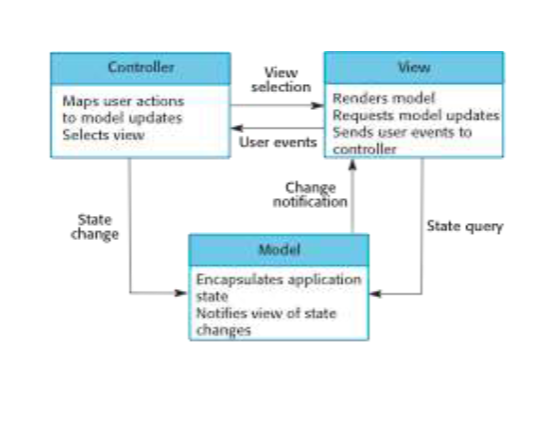 Controller
Maps user actions
to model updates
Selects view
View
selection
User events
View
Renders model
Requests model updates
Sends user events to
controller
State
change
Change
notification
State query
Model
Encapsulates application
state
Notifies view of state
changes